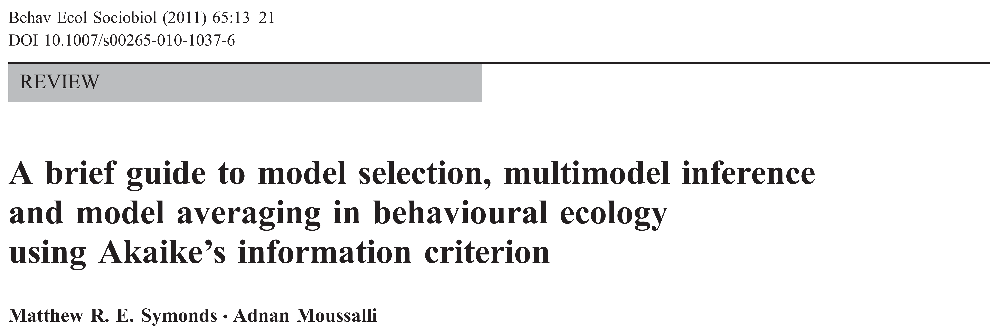 Behav Ecol Sociobiol (2011) 65:13–21
DOI 10.1007/s00265-010-1037-6
REVIEW
A brief guide to model selection, multimodel inference
and model averaging in behavioural ecology
using Akaike’s information criterion
Matthew R. E. Symonds · Adnan Moussalli